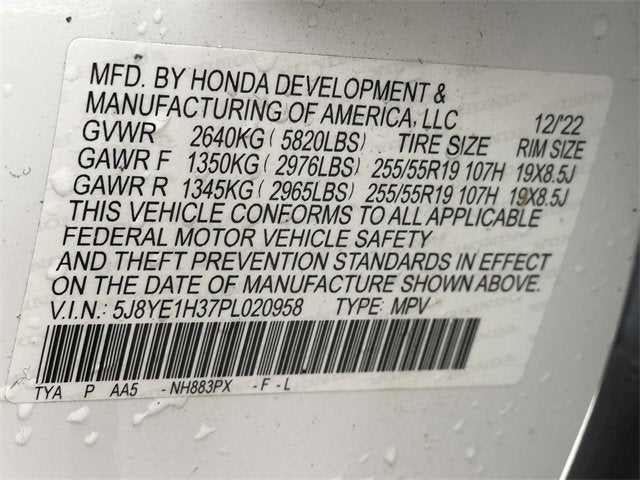 MFD. BY HONDA DEVELOPMENT &
MANUFACTURING OF AMERICA, LLC 12/22
GVWR 2640KG ( 5820LBS) TIRE SIZE RIM SIZE
GAWR F 1350KG ( 2976LBS) 255/55R19 107H 19X8.5J
GAWR R 1345KG ( 2965LBS) 255/55R19 107H 19X8.5J
THIS VEHICLE CONFORMS TO ALL APPLICABLE
FEDERAL MOTOR VEHICLE SAFETY
AND THEFT PREVENTION STANDARDS IN EFFECT
ON THE DATE OF MANUFACTURE SHOWN ABOVE.
V.I.N.: 5J8YE1H37PL020958 TYPE: MPV
TYA P AA5 -NH883PX -F-L